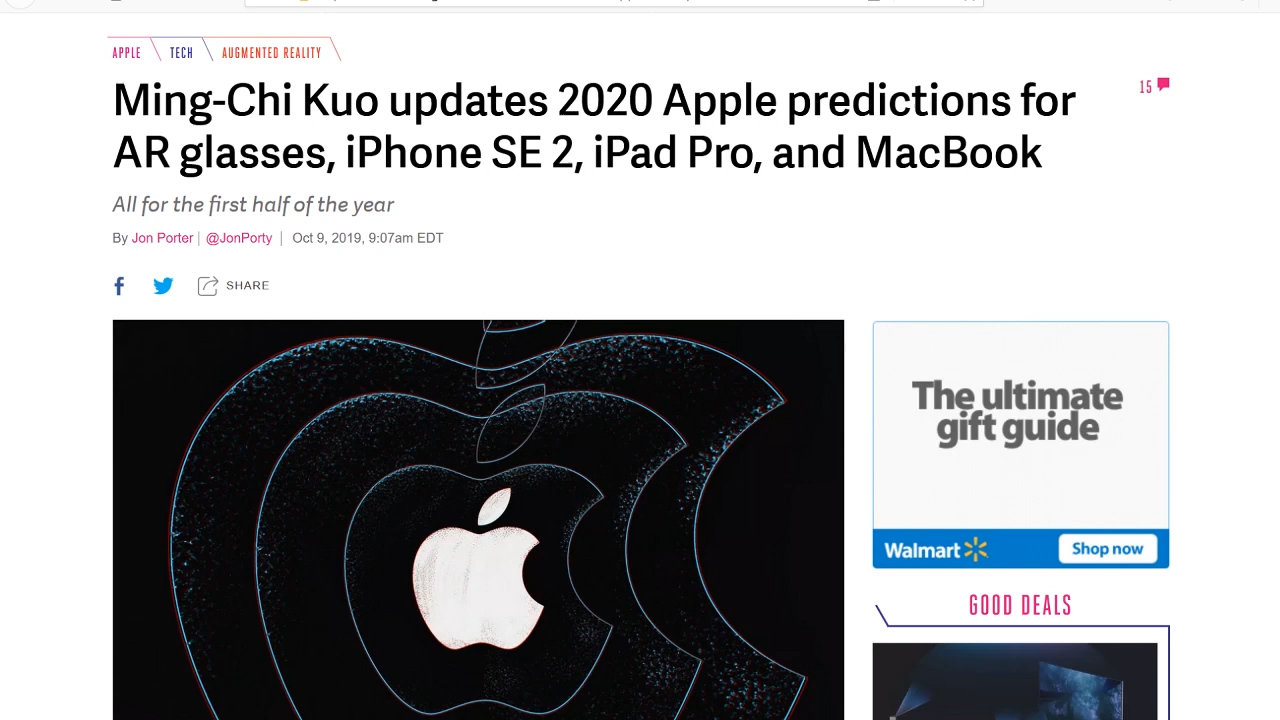 APPLE TECH AUGMENTED REALITY
Ming-Chi Kuo updates 2020 Apple predictions for
AR glasses, iPhone SE 2, iPad Pro, and MacBook
15
All for the first half of the year
By Jon Porter | @JonPorty | Oct 9, 2019, 9:07am EDT
SHARE
The ultimate
gift guide
Walmart
Shop now
GOOD DEALS